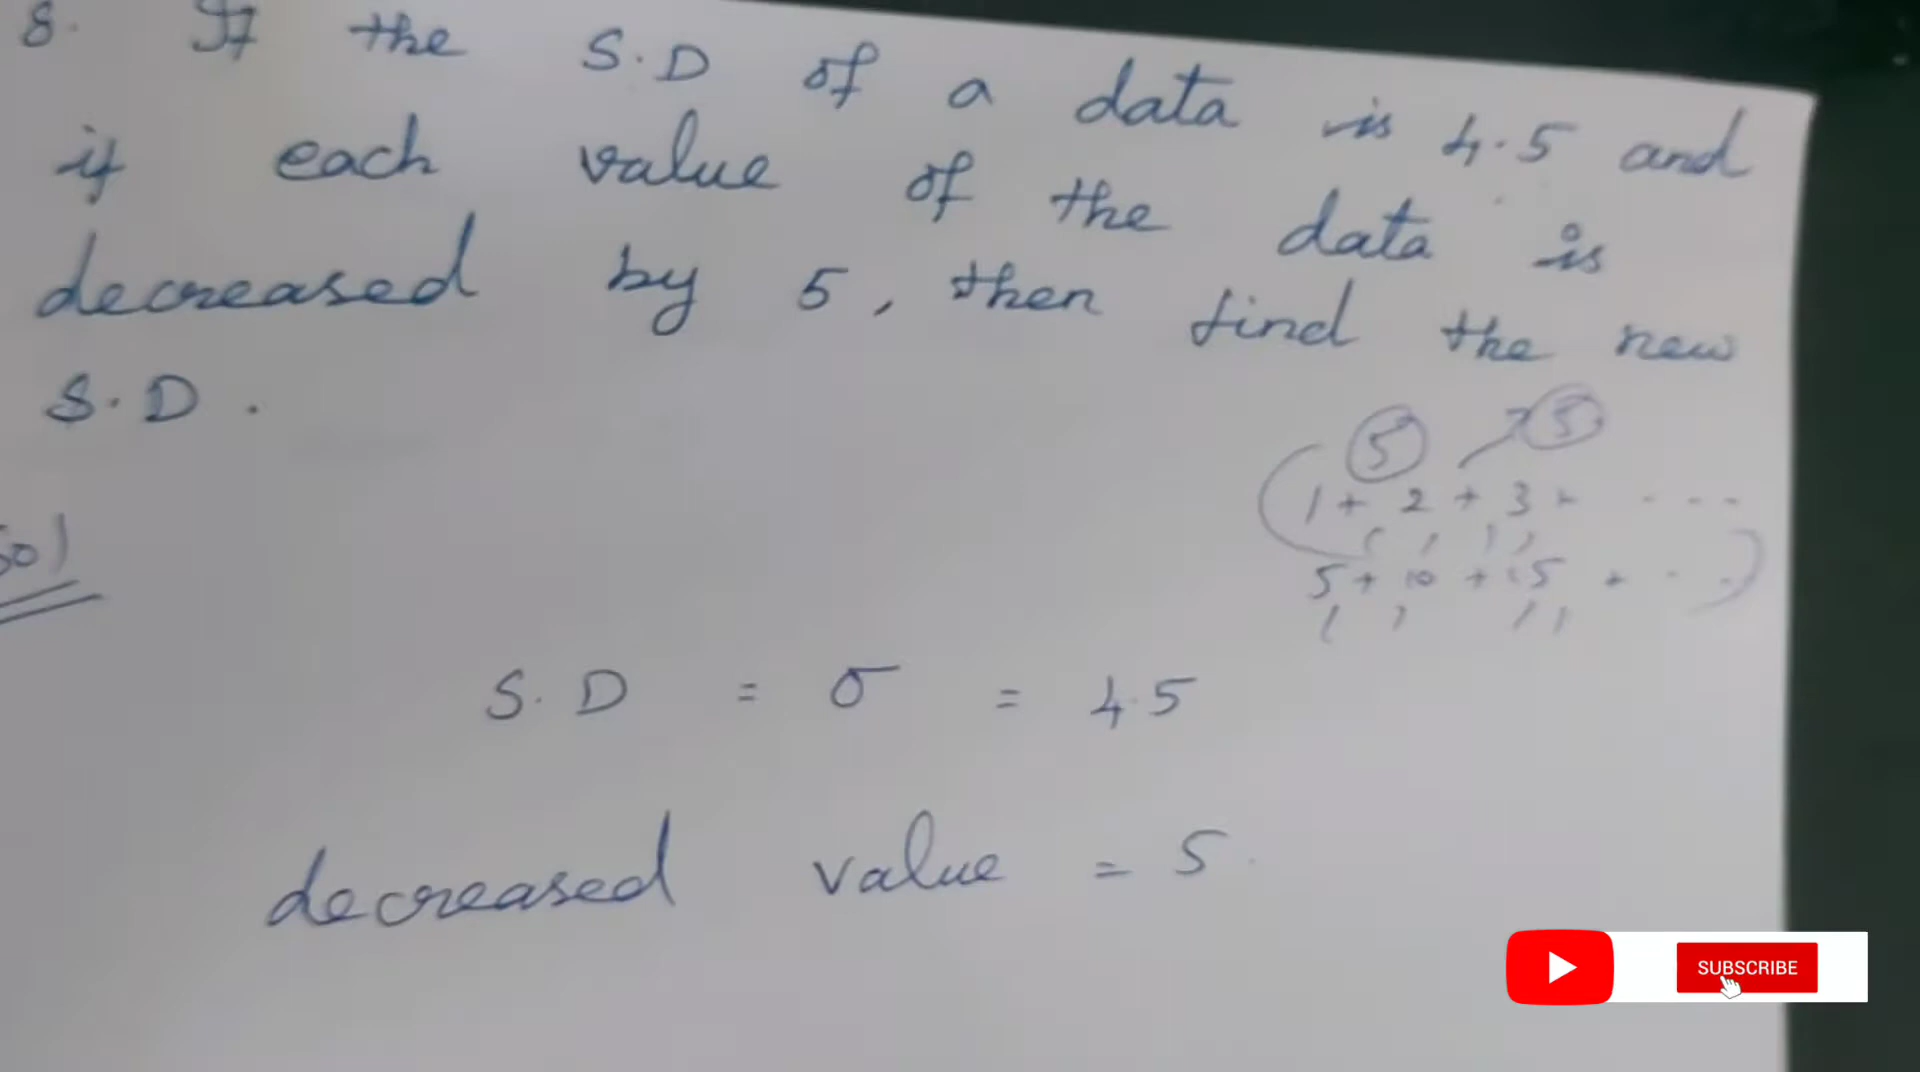 8. If the S.D of a data is 4.5 and
if each value of the data is
decreased by 5, then find the new
S.D.
5 5
1 + 2 + 3 + - - -
5 + 10 + 15 + - -
Sol
S.D = σ = 4.5
decreased value = 5
SUBSCRIBE